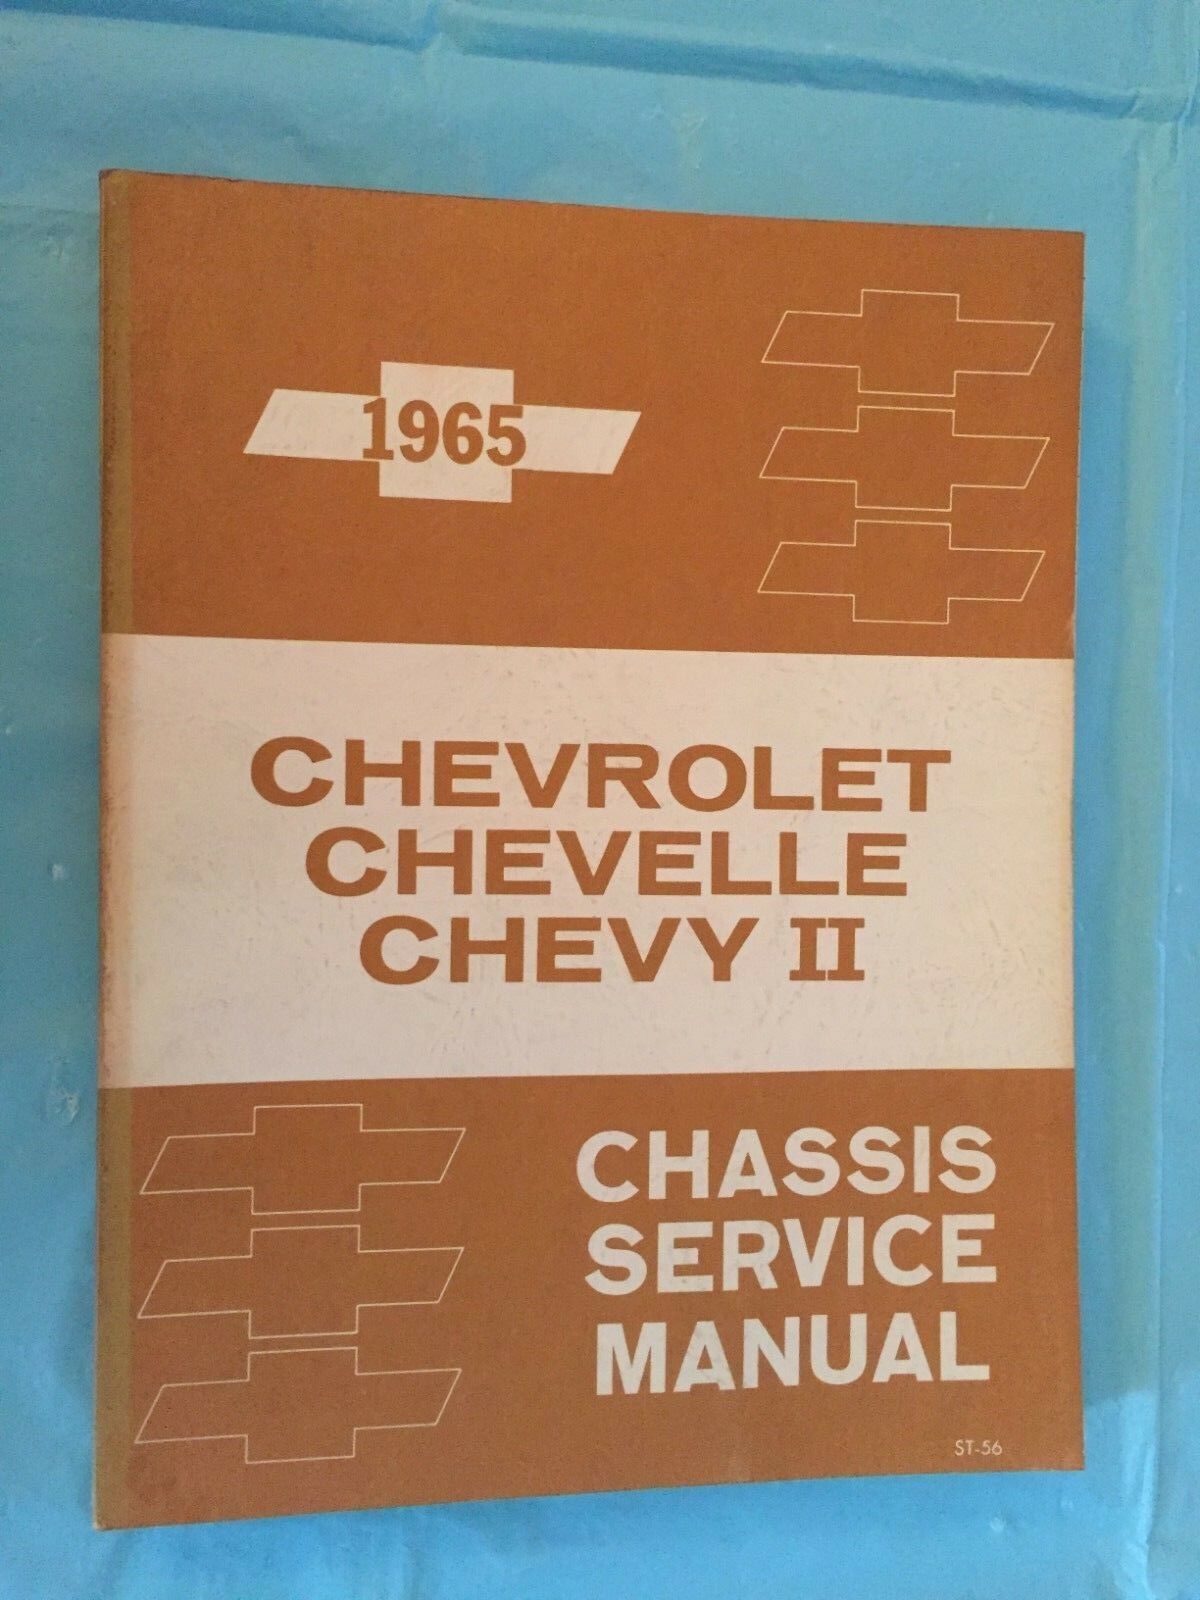 1965
CHEVROLET
CHEVELLE
CHEVY II
CHASSIS
SERVICE
MANUAL
ST-56